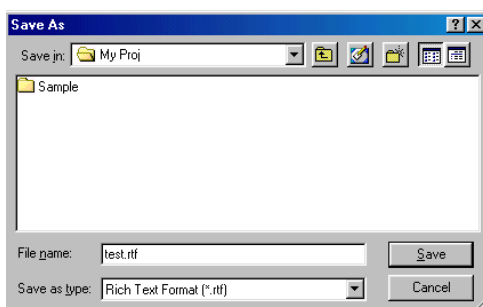 Save As
Save in: My Proj
Sample
File name: test.rtf Save
Save as type: Rich Text Format (*.rtf) Cancel